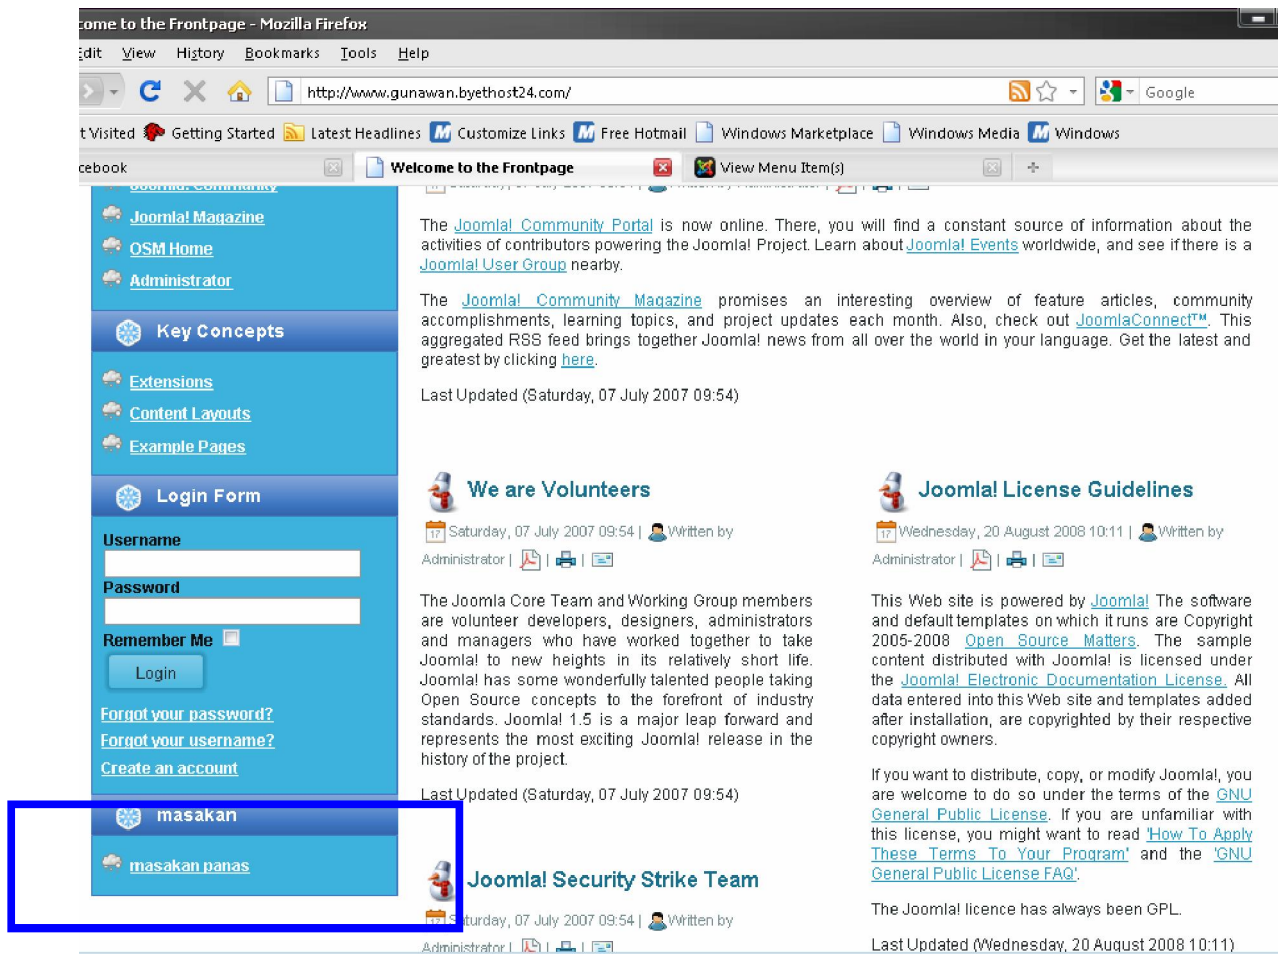 come to the Frontpage - Mozilla Firefox
Edit View History Bookmarks Tools Help
http://www.gunawan.byethost24.com/
Google
t Visited Getting Started Latest Headlines Customize Links Free Hotmail Windows Marketplace Windows Media Windows
cebook
Welcome to the Frontpage
View Menu Item(s)
Joomla! Community
Joomla! Magazine
OSM Home
Administrator
Key Concepts
Extensions
Content Layouts
Example Pages
Login Form
Username
Password
Remember Me
Login
Forgot your password?
Forgot your username?
Create an account
masakan
masakan panas
The Joomla! Community Portal is now online. There, you will find a constant source of information about the
activities of contributors powering the Joomla! Project. Learn about Joomla! Events worldwide, and see if there is a
Joomla! User Group nearby.
The Joomla! Community Magazine promises an interesting overview of feature articles, community
accomplishments, learning topics, and project updates each month. Also, check out JoomlaConnect™. This
aggregated RSS feed brings together Joomla! news from all over the world in your language. Get the latest and
greatest by clicking here.
Last Updated (Saturday, 07 July 2007 09:54)
We are Volunteers
17 Saturday, 07 July 2007 09:54 | Written by
Administrator | | |
The Joomla Core Team and Working Group members
are volunteer developers, designers, administrators
and managers who have worked together to take
Joomla! to new heights in its relatively short life.
Joomla! has some wonderfully talented people taking
Open Source concepts to the forefront of industry
standards. Joomla! 1.5 is a major leap forward and
represents the most exciting Joomla! release in the
history of the project.
Last Updated (Saturday, 07 July 2007 09:54)
Joomla! Security Strike Team
Saturday, 07 July 2007 09:54 | Written by
Administrator | | |
Joomla! License Guidelines
17 Wednesday, 20 August 2008 10:11 | Written by
Administrator | | |
This Web site is powered by Joomla! The software
and default templates on which it runs are Copyright
2005-2008 Open Source Matters. The sample
content distributed with Joomla! is licensed under
the Joomla! Electronic Documentation License. All
data entered into this Web site and templates added
after installation, are copyrighted by their respective
copyright owners.
If you want to distribute, copy, or modify Joomla!, you
are welcome to do so under the terms of the GNU
General Public License. If you are unfamiliar with
this license, you might want to read 'How To Apply
These Terms To Your Program' and the 'GNU
General Public License FAQ'.
The Joomla! licence has always been GPL.
Last Updated (Wednesday, 20 August 2008 10:11)